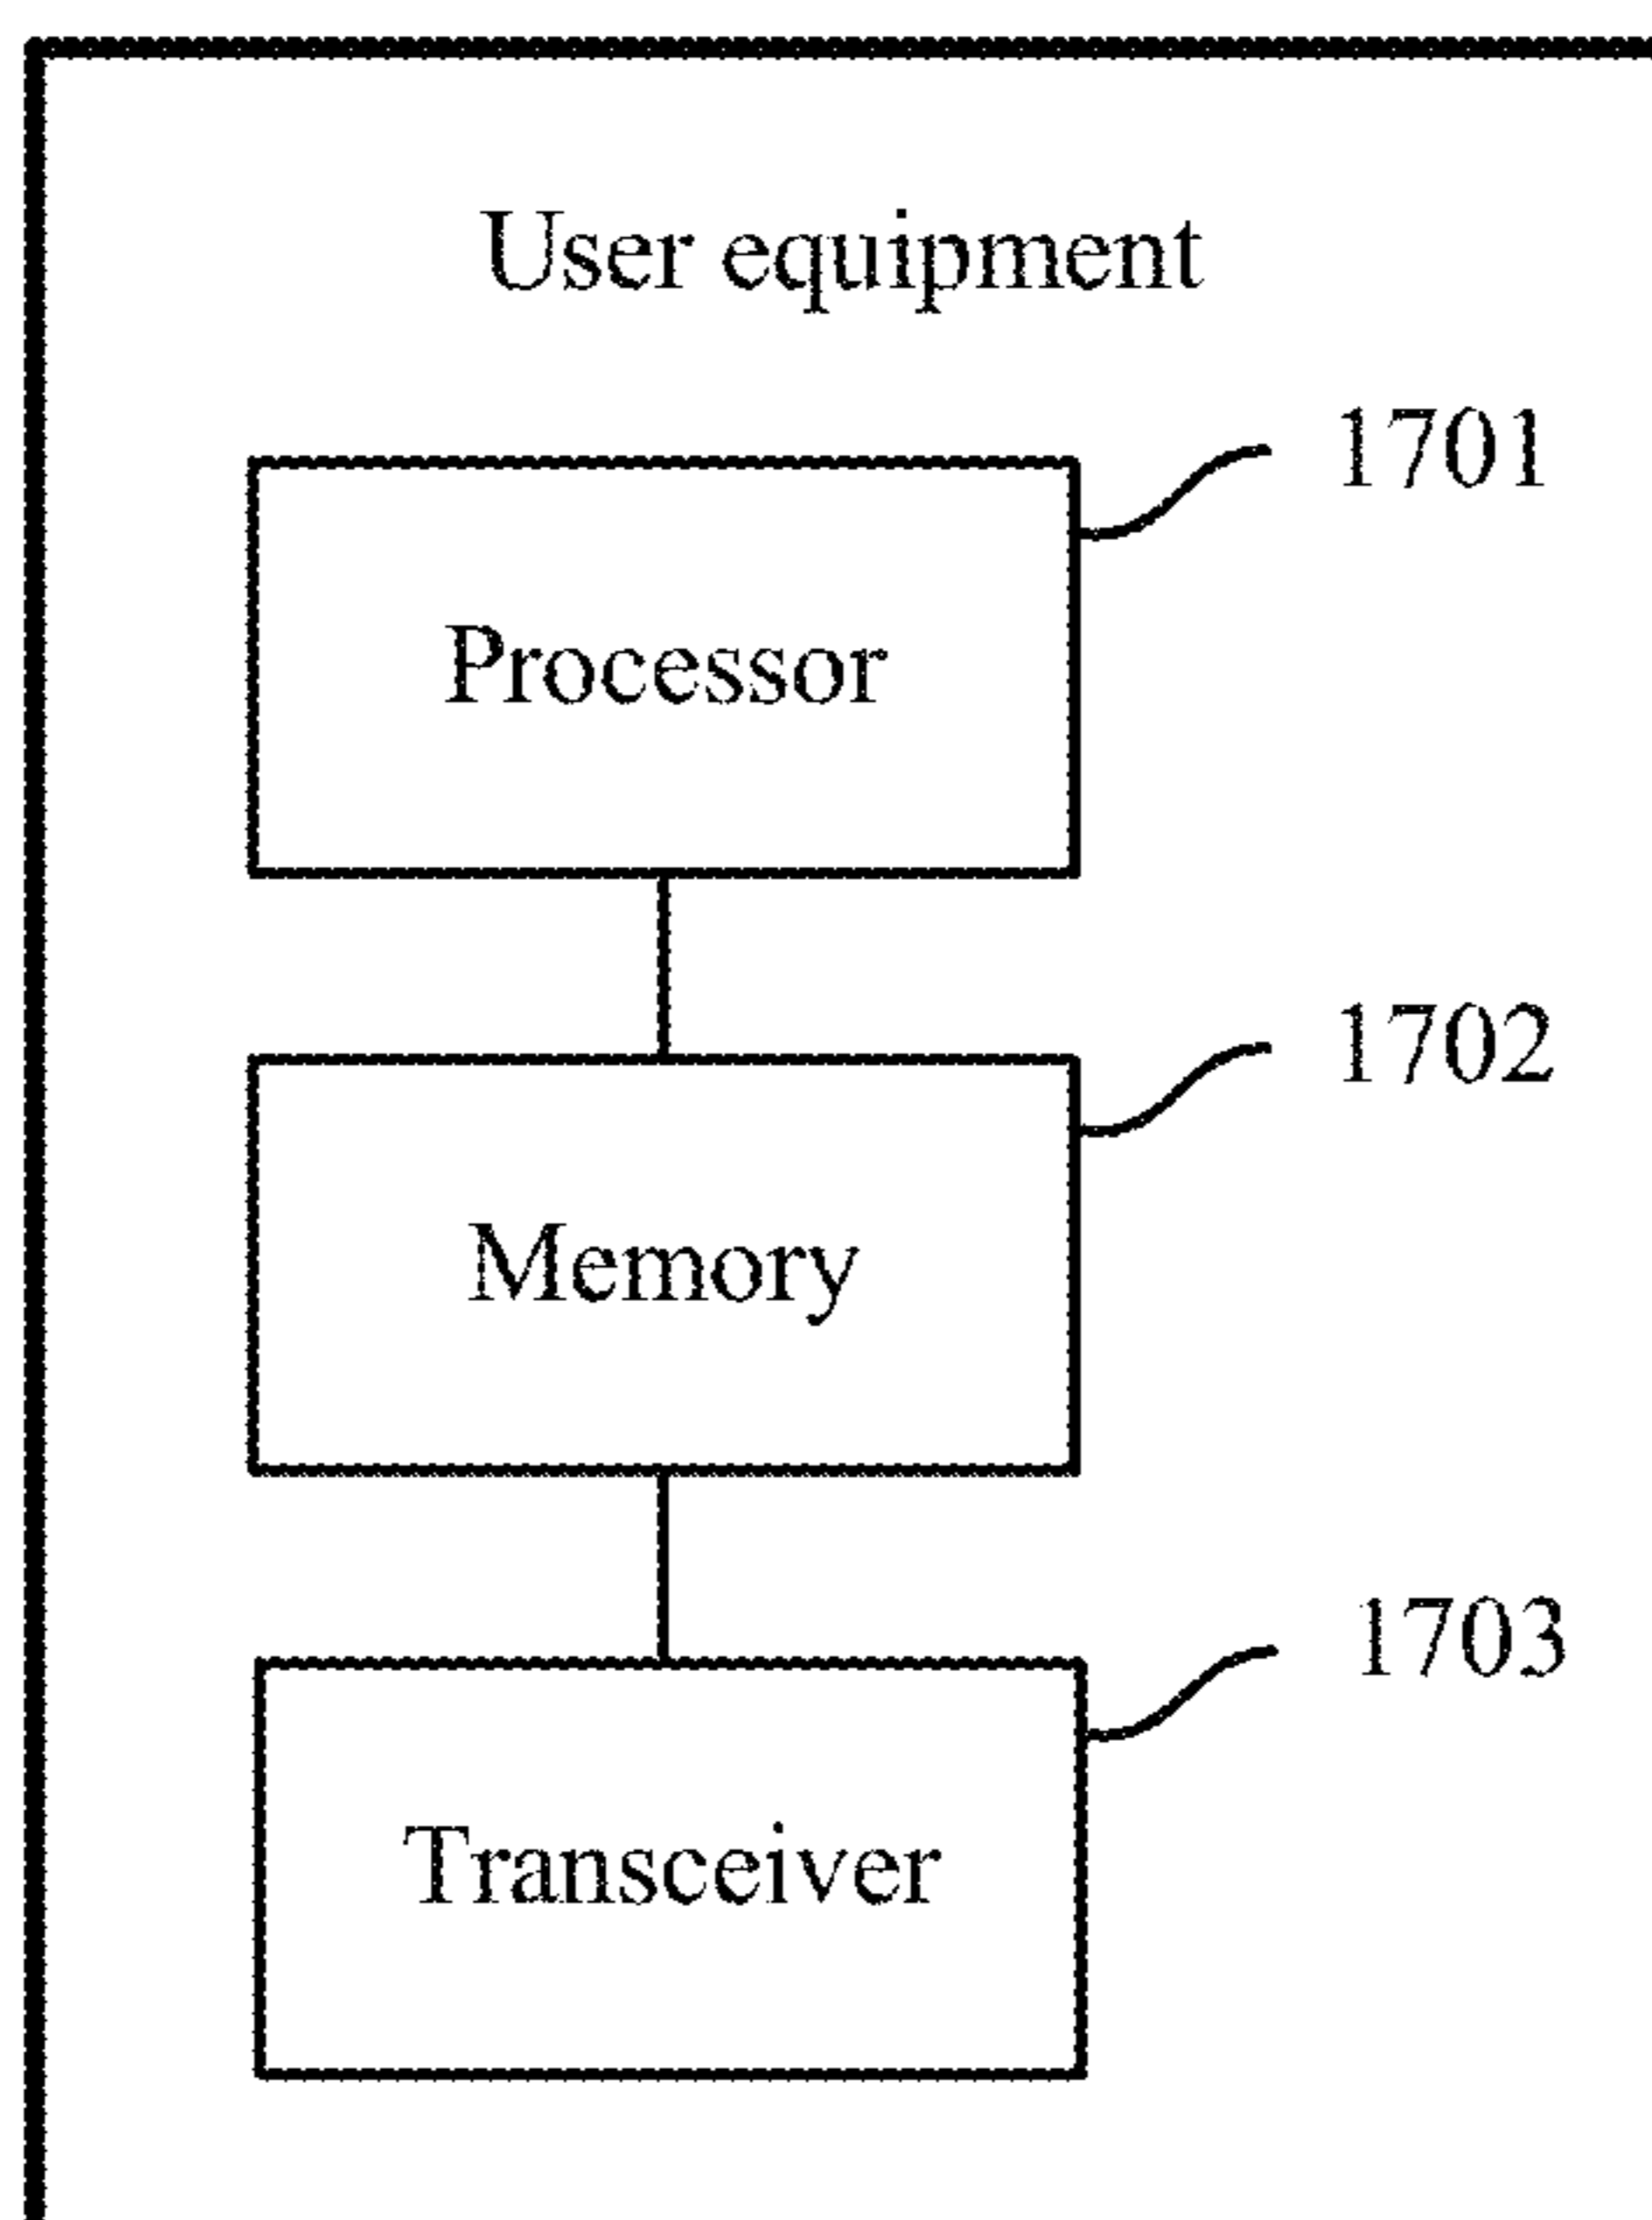 User equipment
1701
Processor
1702
Memory
1703
Transceiver